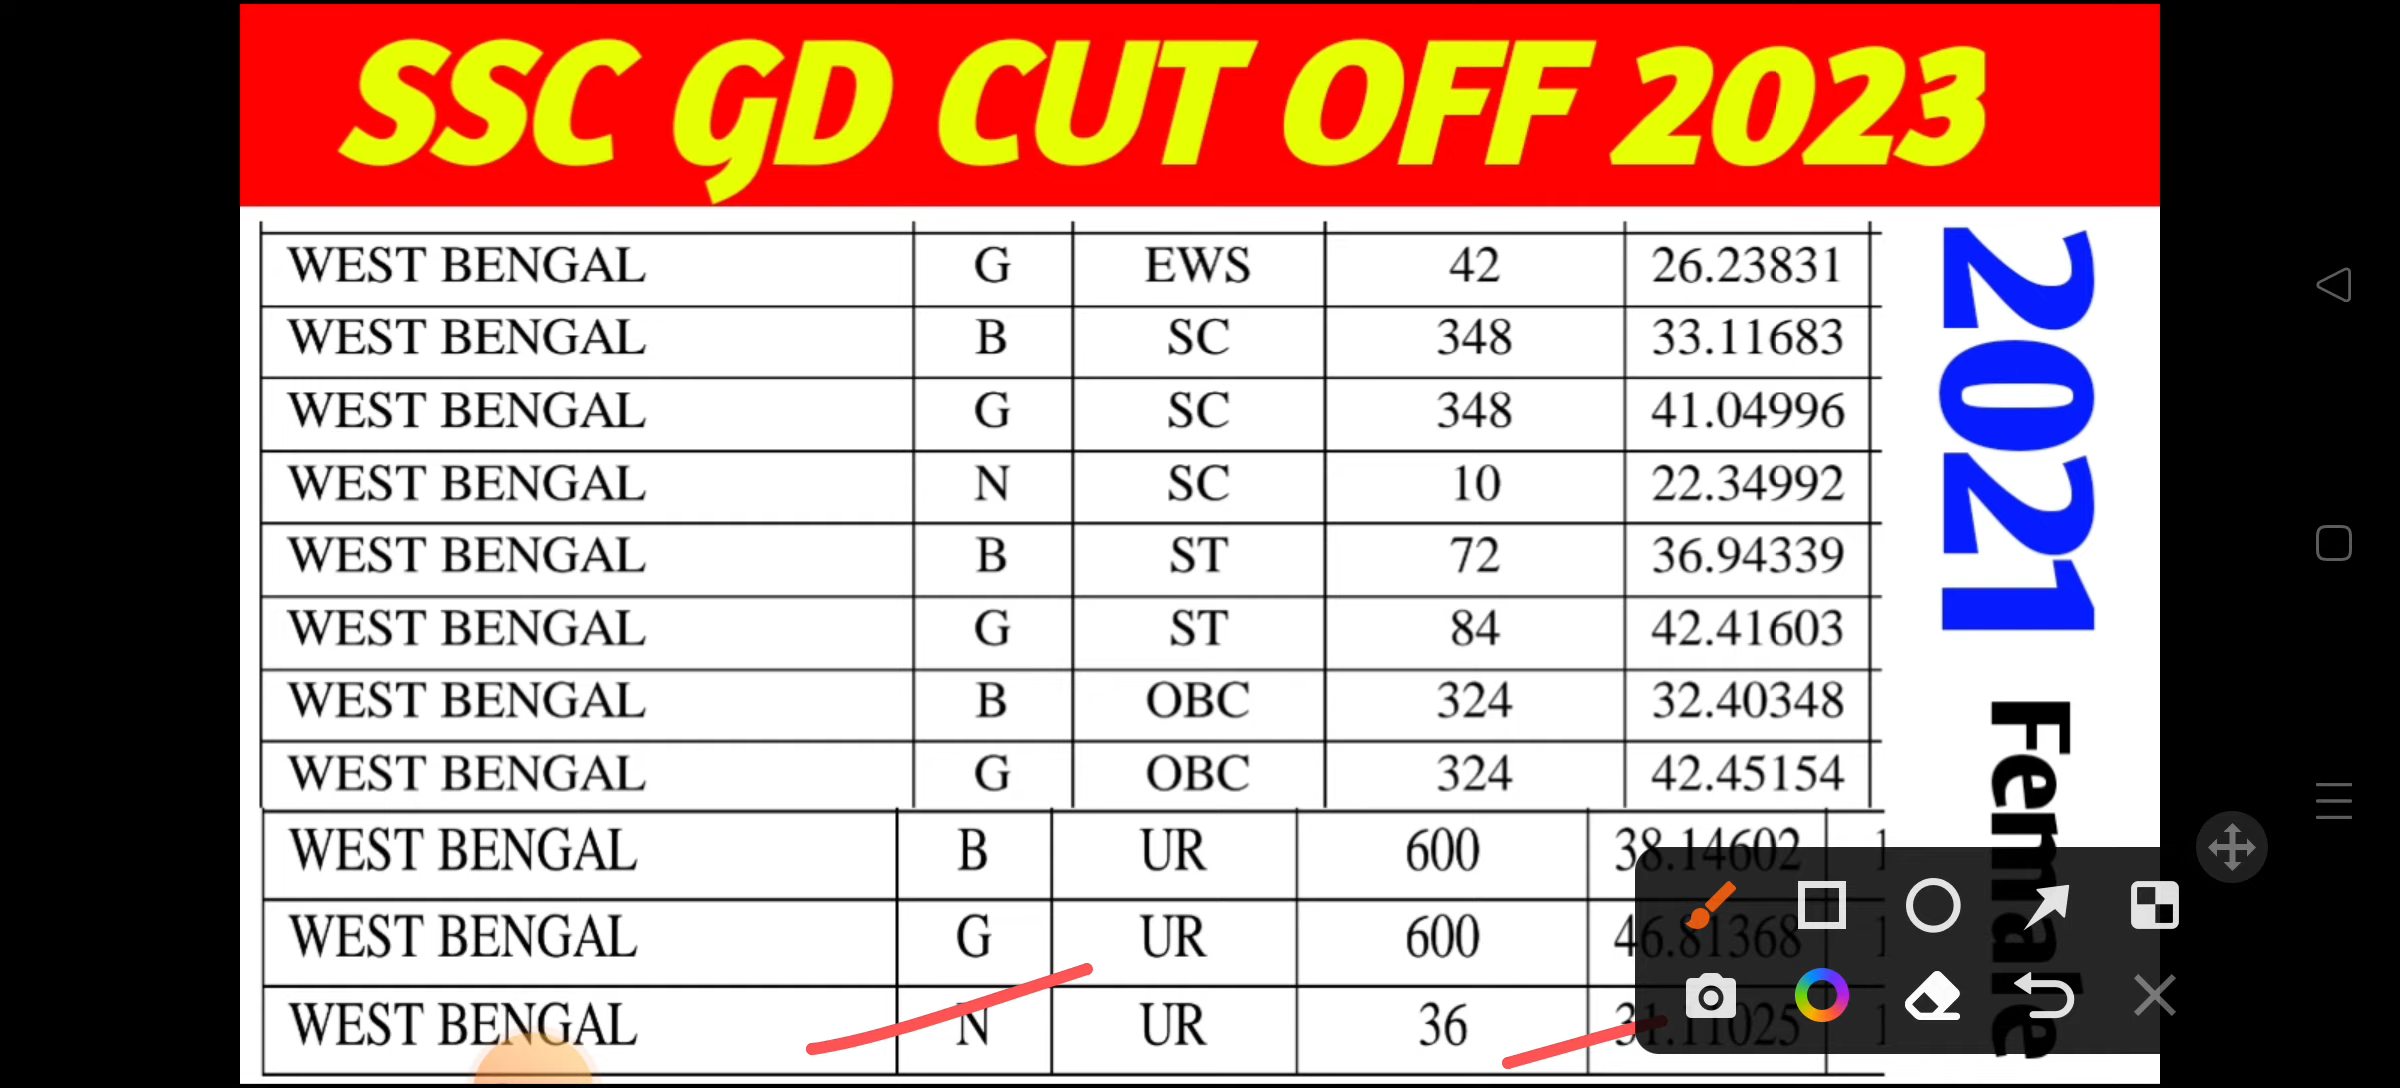 SSC GD CUT OFF 2023
WEST BENGAL G EWS 42 26.23831
WEST BENGAL B SC 348 33.11683
WEST BENGAL G SC 348 41.04996
WEST BENGAL N SC 10 22.34992
WEST BENGAL B ST 72 36.94339
WEST BENGAL G ST 84 42.41603
WEST BENGAL B OBC 324 32.40348
WEST BENGAL G OBC 324 42.45154
WEST BENGAL B UR 600 38.14602
WEST BENGAL G UR 600 46.81368
WEST BENGAL N UR 36 31.11025
2021 Female